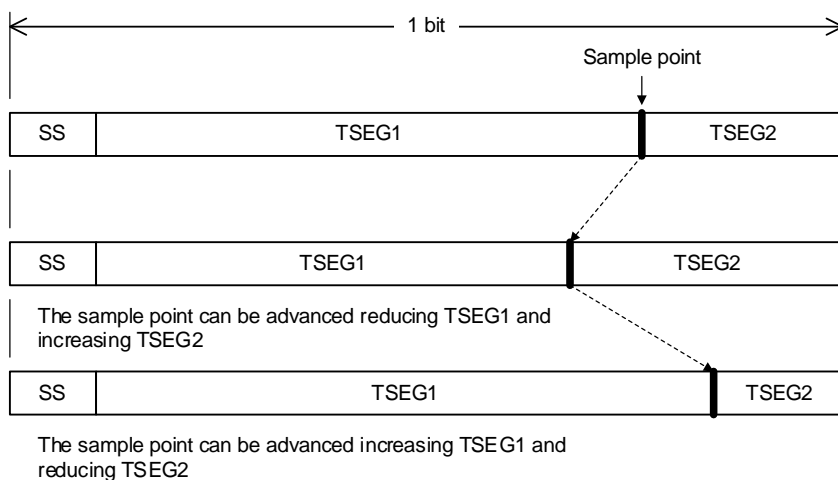 1 bit
Sample point
SS TSEG1 TSEG2
SS TSEG1 TSEG2
The sample point can be advanced reducing TSEG1 and
increasing TSEG2
SS TSEG1 TSEG2
The sample point can be advanced increasing TSEG1 and
reducing TSEG2